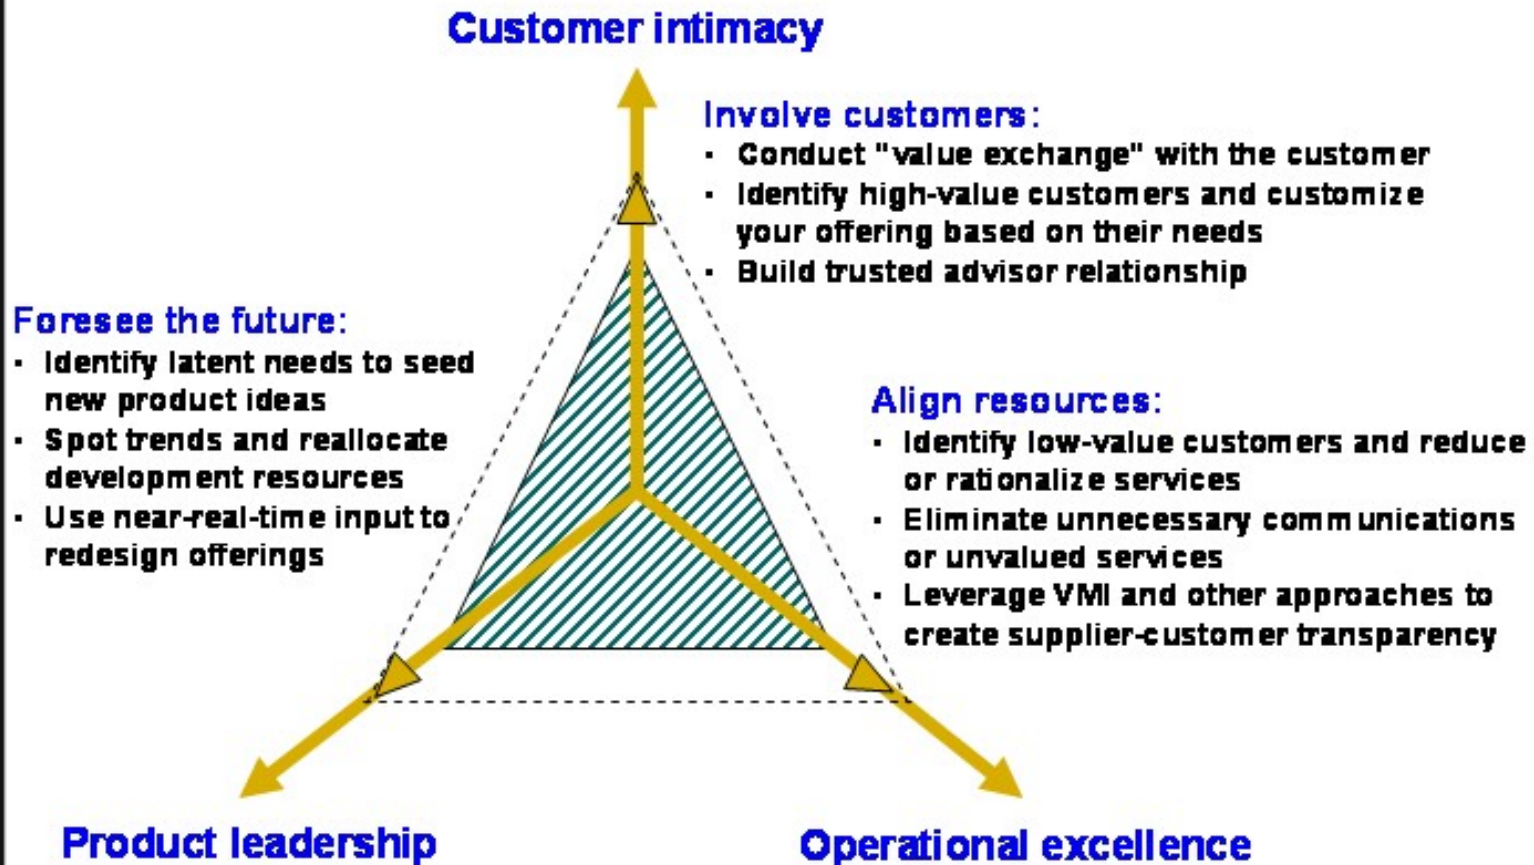 Customer intimacy
Involve customers:
· Conduct "value exchange" with the customer
· Identify high-value customers and customize
your offering based on their needs
· Build trusted advisor relationship
Foresee the future:
· Identify latent needs to seed
new product ideas
· Spot trends and reallocate
development resources
· Use near-real-time input to
redesign offerings
Align resources:
· Identify low-value customers and reduce
or rationalize services
· Eliminate unnecessary communications
or unvalued services
· Leverage VMI and other approaches to
create supplier-customer transparency
Product leadership
Operational excellence